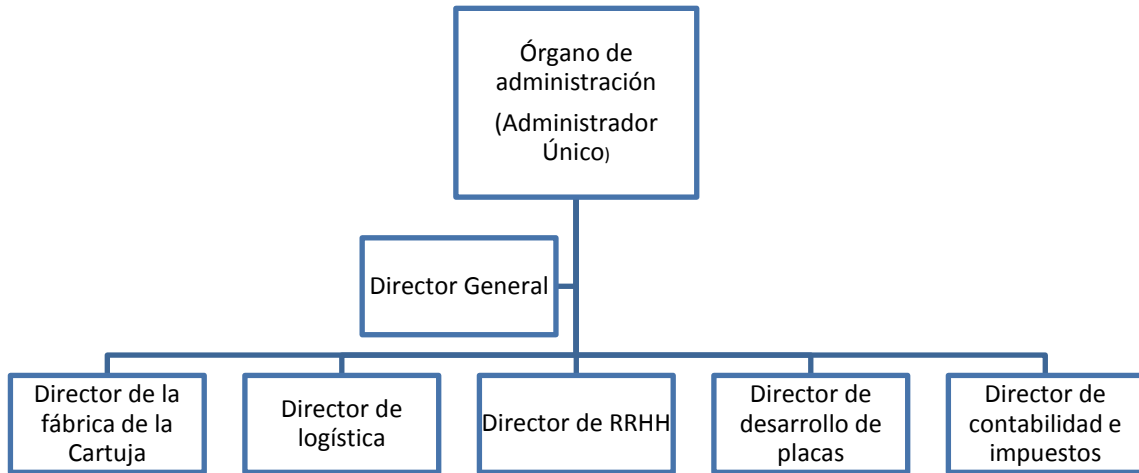 Órgano de
administración
(Administrador
Único)
Director General
Director de la
fábrica de la
Cartuja
Director de
logística
Director de RRHH
Director de
desarrollo de
placas
Director de
contabilidad e
impuestos